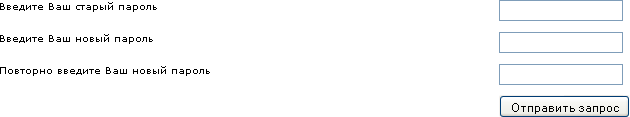 Введите Ваш старый пароль
Введите Ваш новый пароль
Повторно введите Ваш новый пароль
Отправить запрос